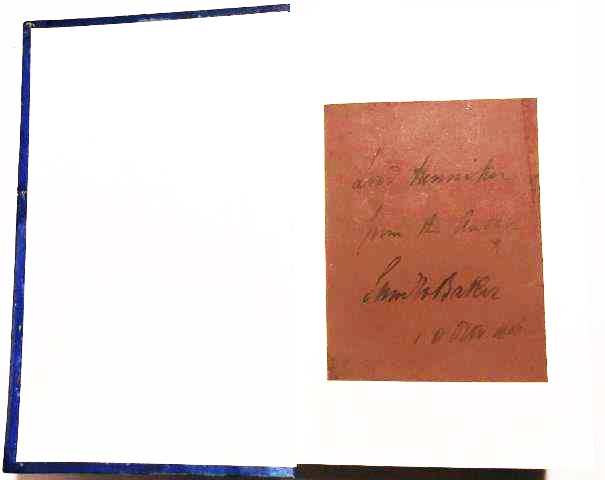 Lord Henniker
from the Author
Saml W Baker